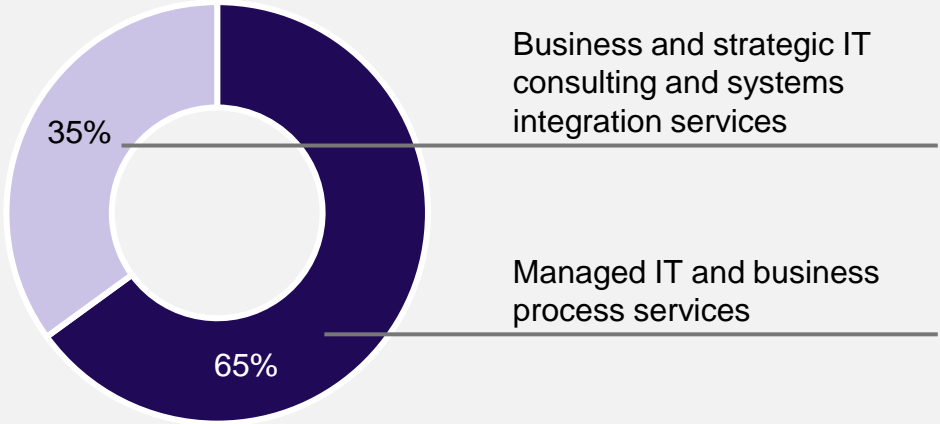 Business and strategic IT
consulting and systems
integration services
35%
Managed IT and business
process services
65%